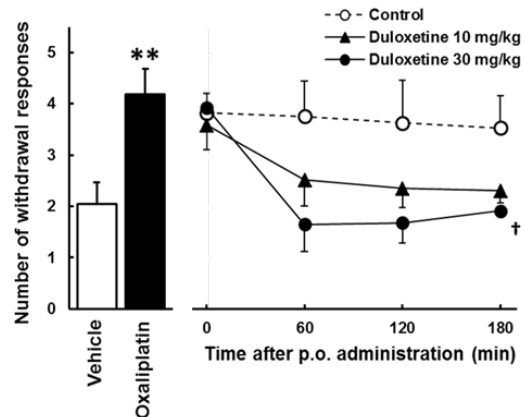 Control
Duloxetine 10 mg/kg
Duloxetine 30 mg/kg
Number of withdrawal responses
5
4
3
2
1
0
**
†
Vehicle
Oxaliplatin
0 60 120 180
Time after p.o. administration (min)